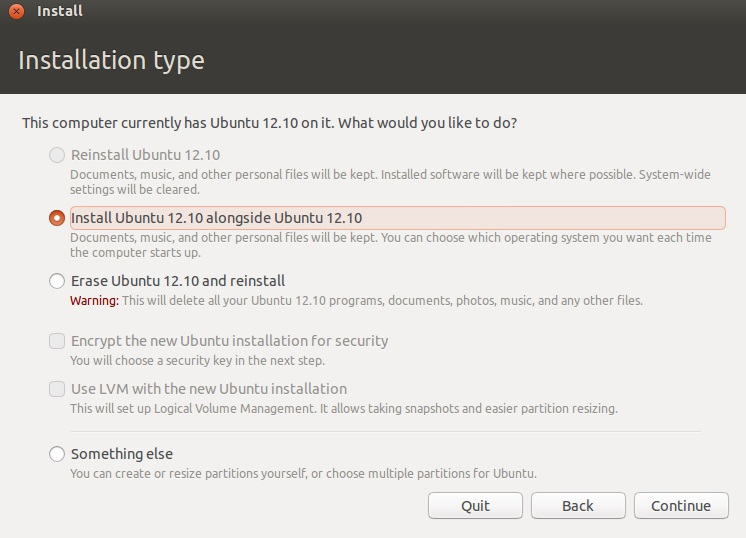 Install
Installation type
This computer currently has Ubuntu 12.10 on it. What would you like to do?
Reinstall Ubuntu 12.10
Documents, music, and other personal files will be kept. Installed software will be kept where possible. System-wide
settings will be cleared.
Install Ubuntu 12.10 alongside Ubuntu 12.10
Documents, music, and other personal files will be kept. You can choose which operating system you want each time
the computer starts up.
Erase Ubuntu 12.10 and reinstall
Warning: This will delete all your Ubuntu 12.10 programs, documents, photos, music, and any other files.
Encrypt the new Ubuntu installation for security
You will choose a security key in the next step.
Use LVM with the new Ubuntu installation
This will set up Logical Volume Management. It allows taking snapshots and easier partition resizing.
Something else
You can create or resize partitions yourself, or choose multiple partitions for Ubuntu.
Quit Back Continue